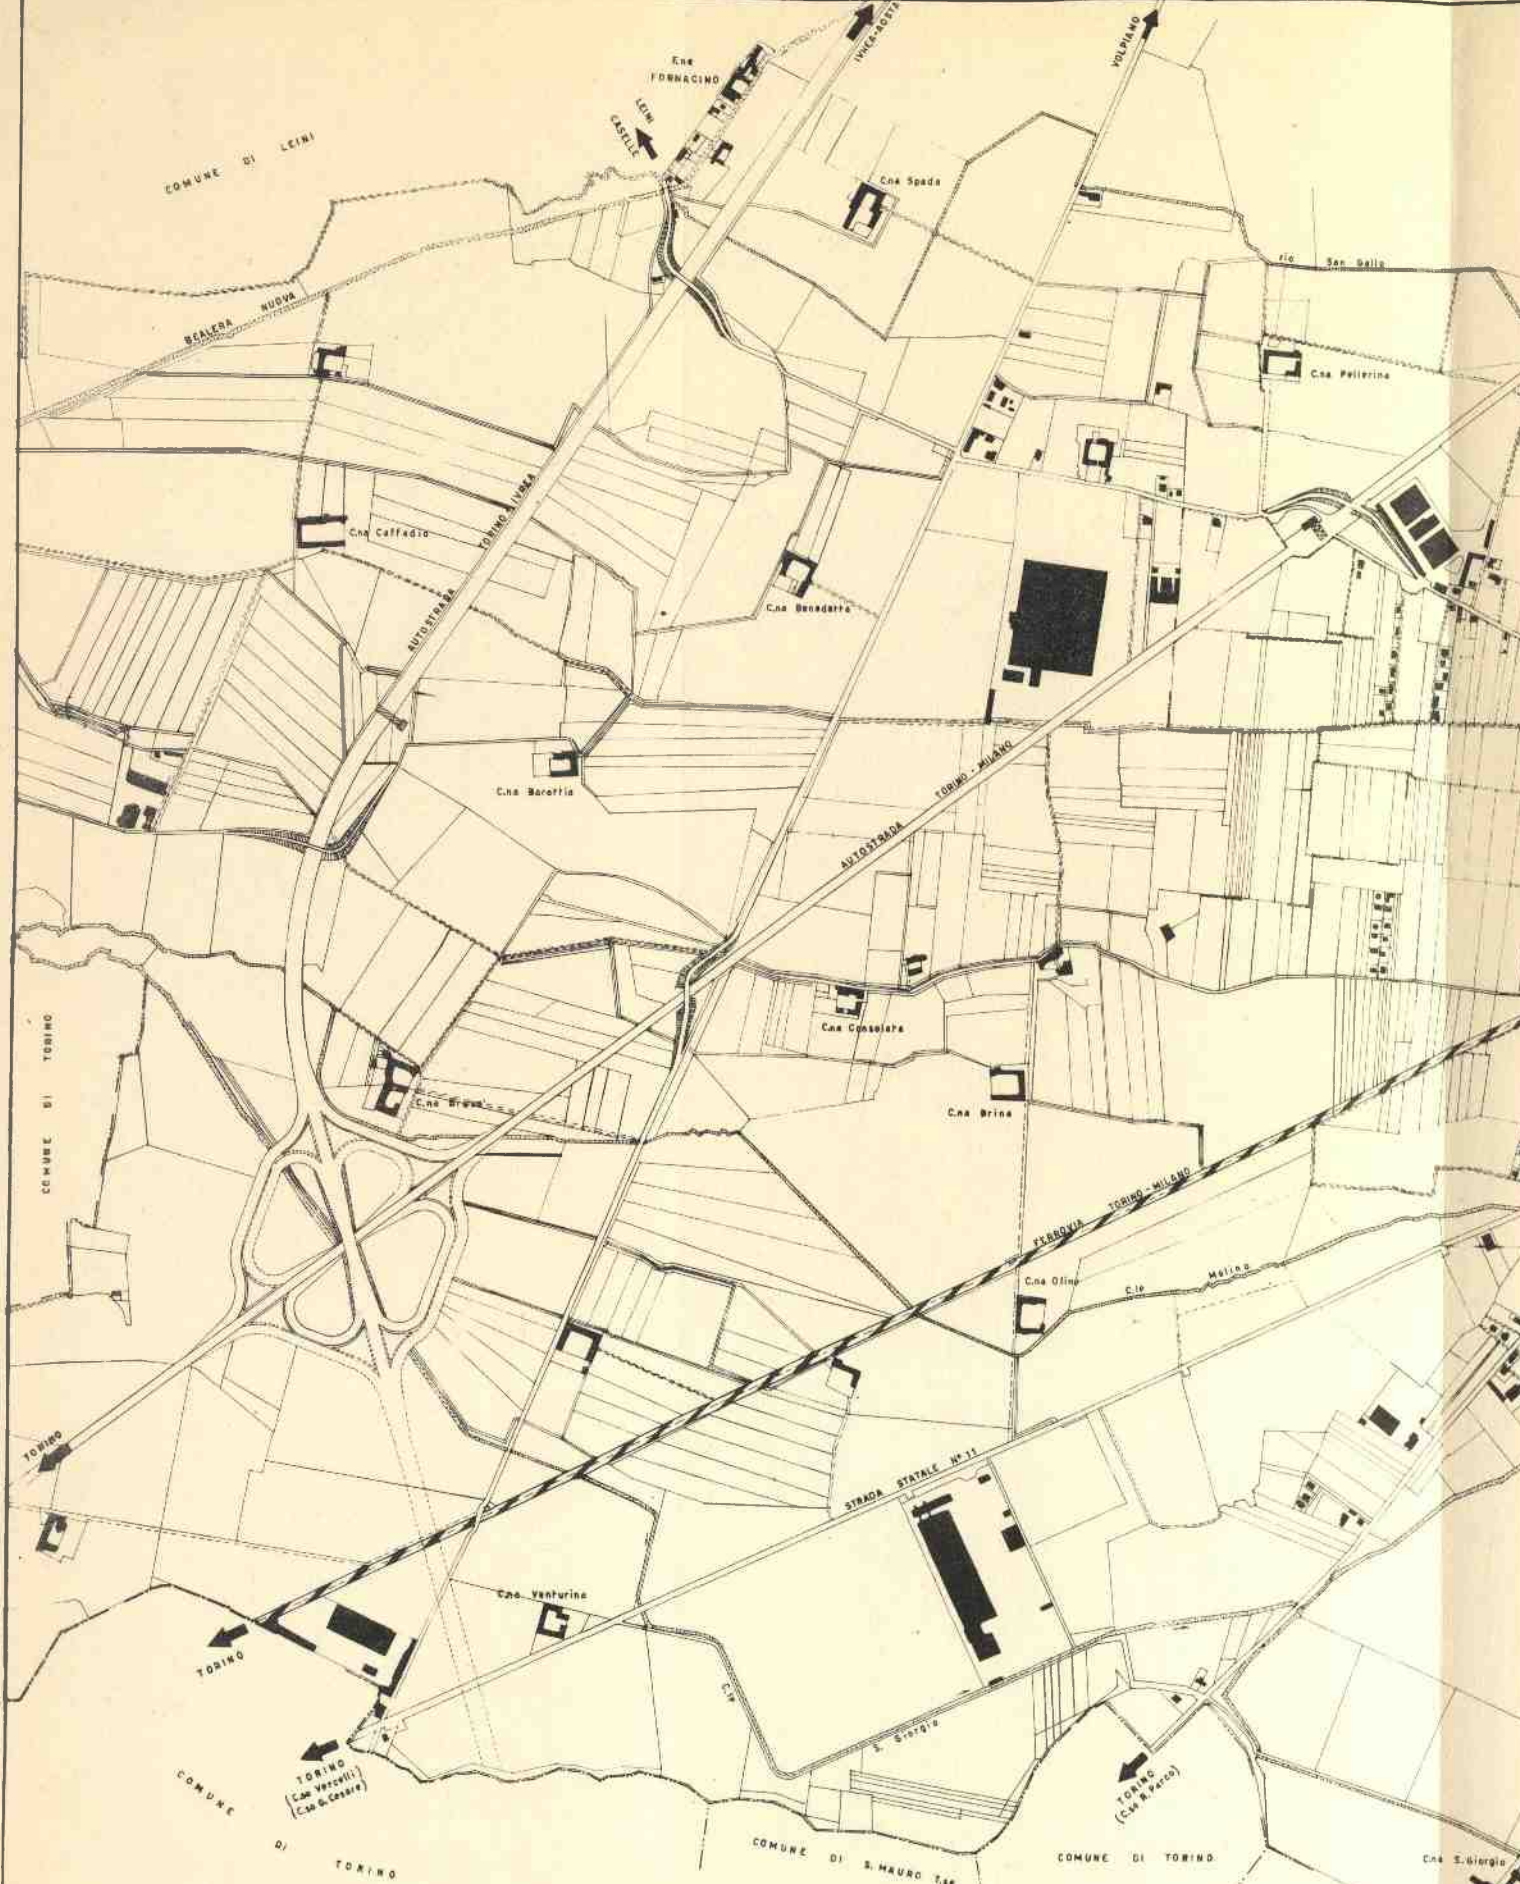 IVREA-AOSTA
VOLPIANO
F.ne
FORNACINO
LEINI
CASELLE
COMUNE DI LEINI
C.na Spada
rio San Gallo
BEALERA NUOVA
C.na Pellerina
C.na Caffadio
AUTOSTRADA TORINO - IVREA
C.na Benedetta
C.na Barattia
AUTOSTRADA TORINO - MILANO
C.na Consolata
COMUNE DI TORINO
C.na Brina
FERROVIA TORINO - MILANO
C.na Olina
C.le Molino
TORINO
STRADA STATALE N° 11
C.na Venturina
TORINO
C.le S. Giorgio
TORINO
(C.so Vercelli)
(C.so G. Cesare)
TORINO
(C.so R. Parco)
COMUNE DI TORINO
COMUNE DI S. MAURO T.se
COMUNE DI TORINO
C.na S. Giorgio